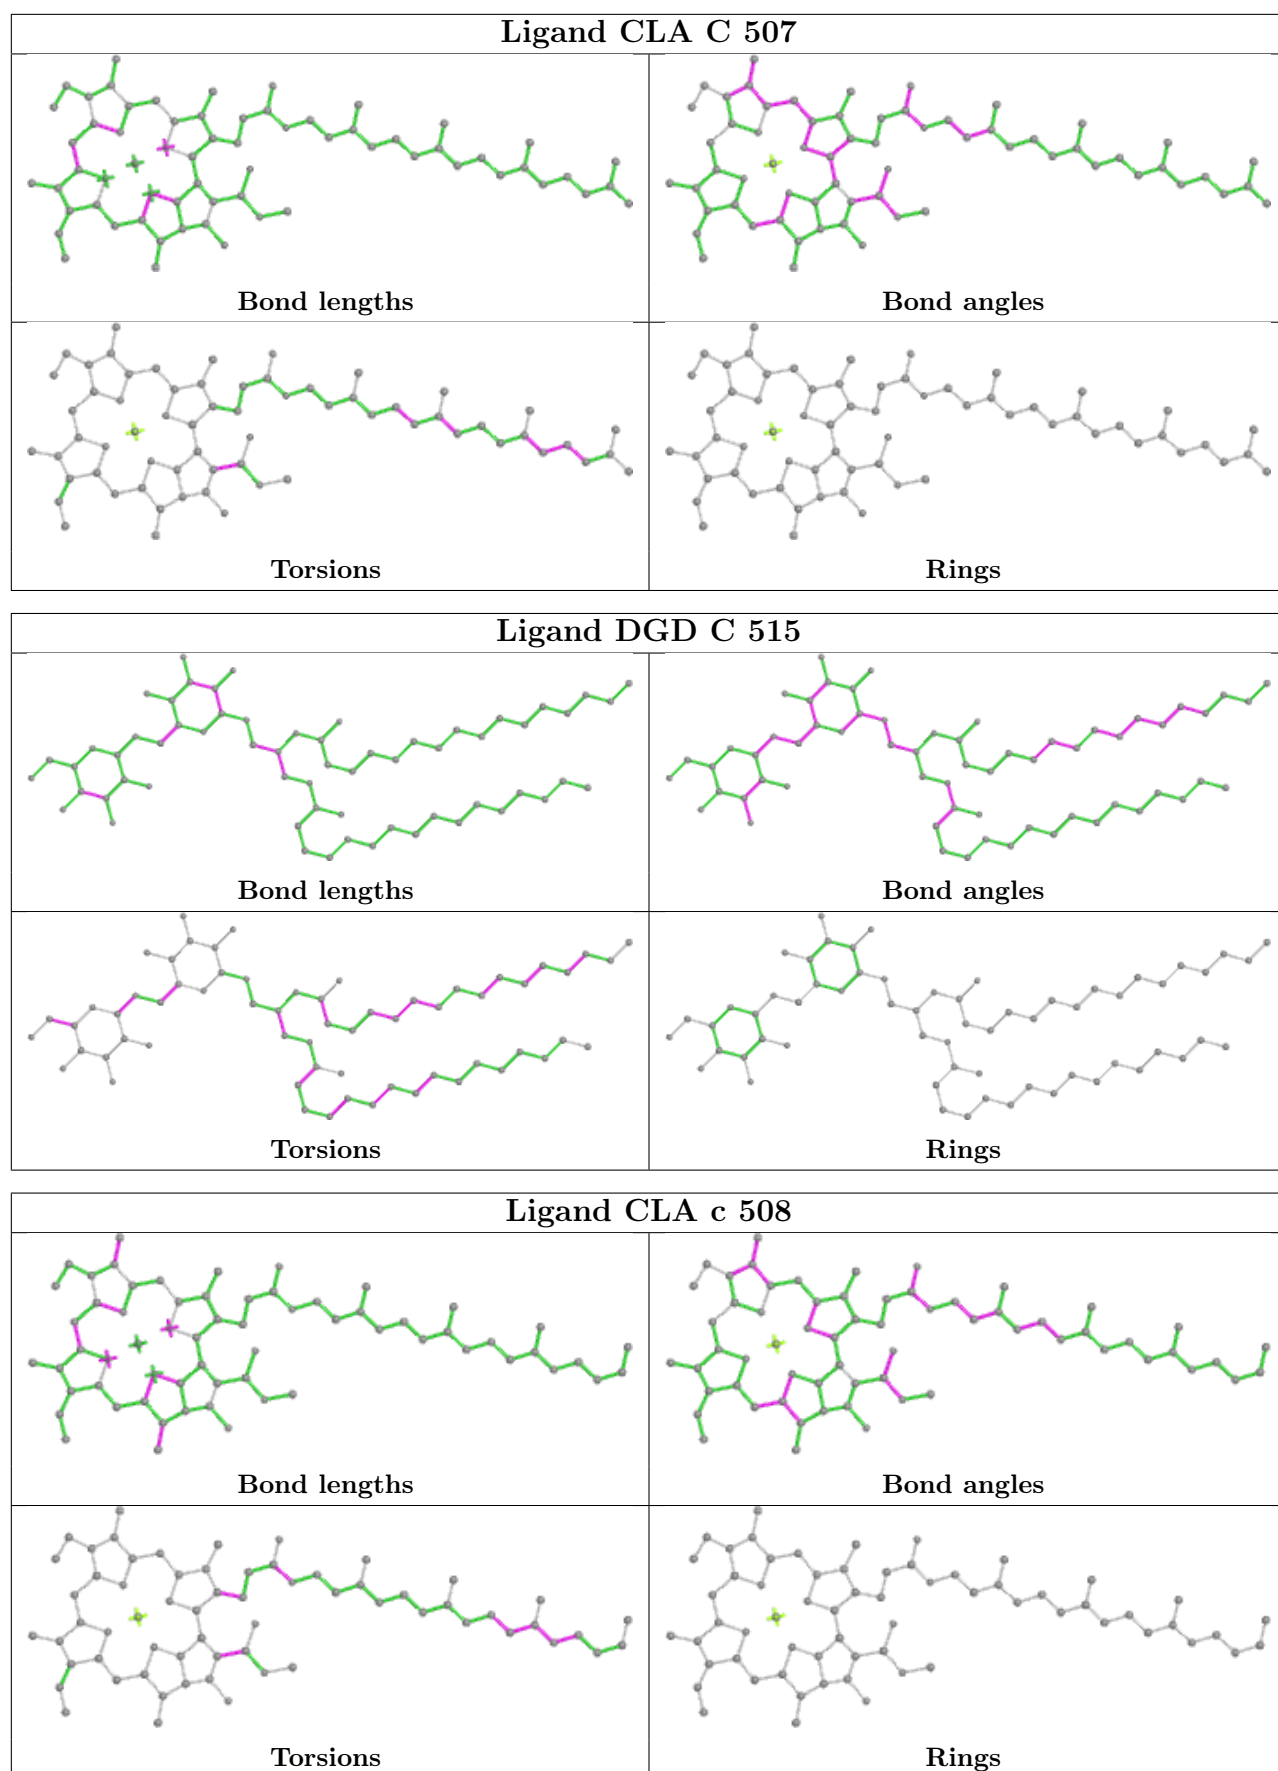 Ligand CLA C 507
Bond lengths
Bond angles
Torsions
Rings
Ligand DGD C 515
Bond lengths
Bond angles
Torsions
Rings
Ligand CLA c 508
Bond lengths
Bond angles
Torsions
Rings